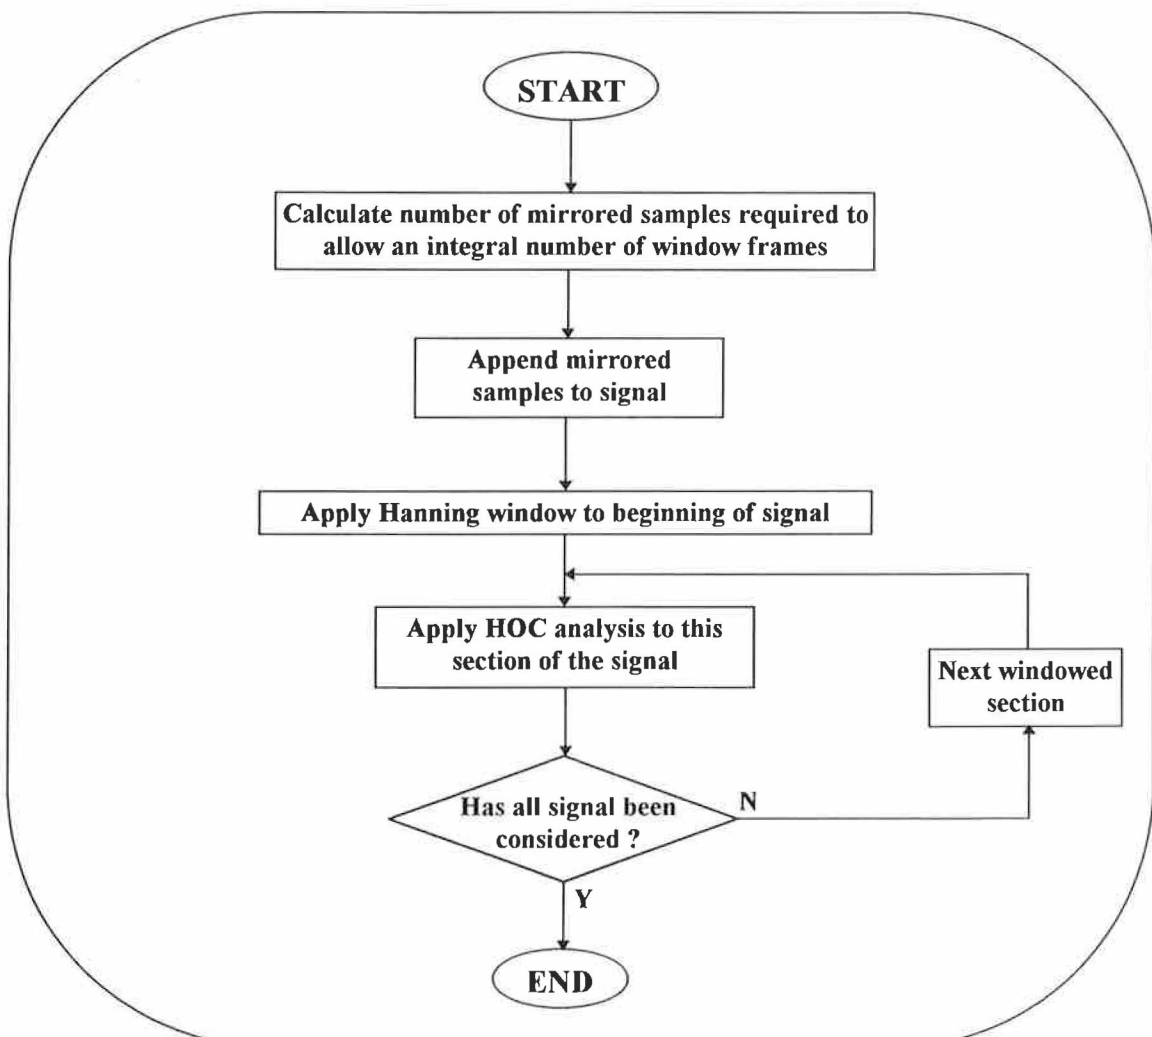 START
Calculate number of mirrored samples required to
allow an integral number of window frames
Append mirrored
samples to signal
Apply Hanning window to beginning of signal
Apply HOC analysis to this
section of the signal
Next windowed
section
Has all signal been
considered ?
N
Y
END